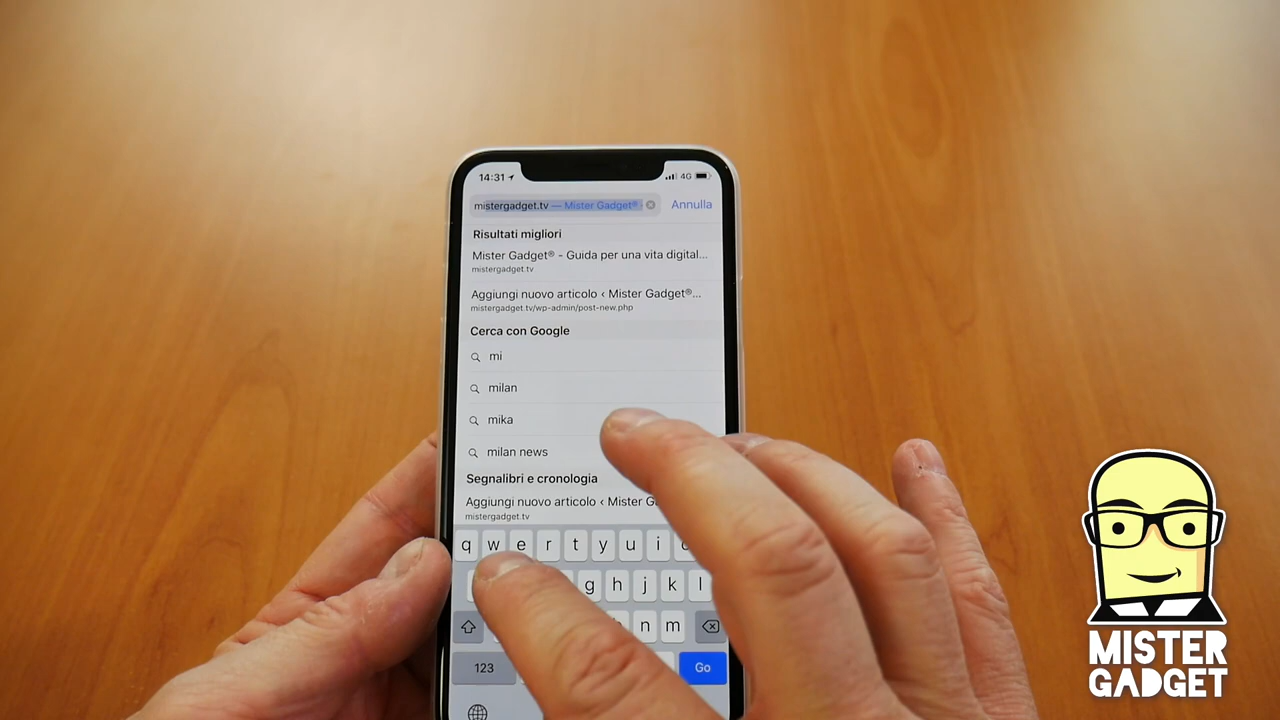 14:31
4G
mistergadget.tv — Mister Gadget®
Annulla
Risultati migliori
Mister Gadget® - Guida per una vita digital...
mistergadget.tv
Aggiungi nuovo articolo ‹ Mister Gadget®...
mistergadget.tv/wp-admin/post-new.php
Cerca con Google
mi
milan
mika
milan news
Segnalibri e cronologia
Aggiungi nuovo articolo ‹ Mister G
mistergadget.tv
q w e r t y u i
g h j k l
n m
123
Go
MISTER
GADGET